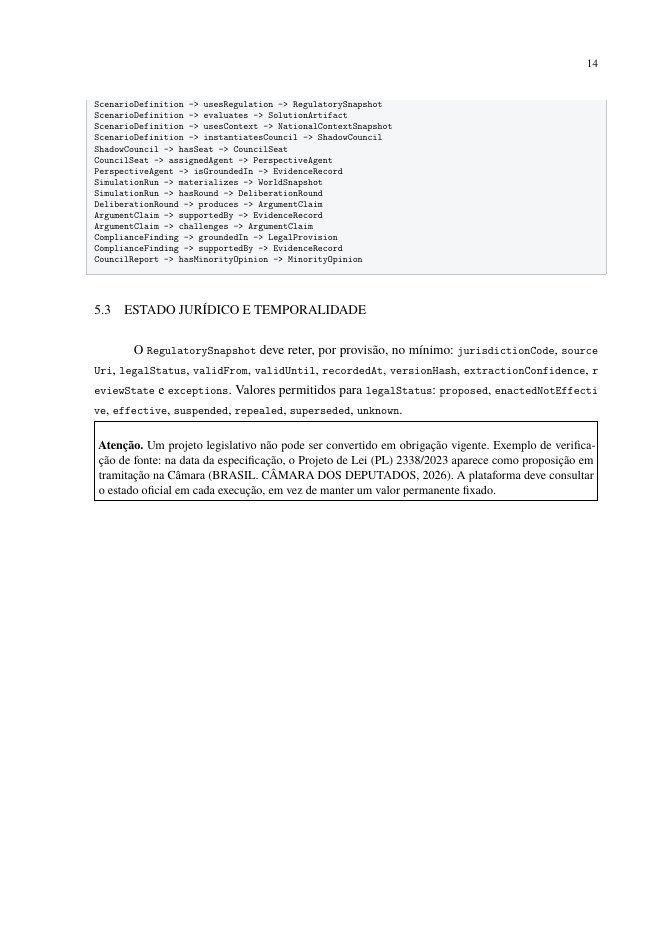 14
ScenarioDefinition -> usesRegulation -> RegulatorySnapshot
ScenarioDefinition -> evaluates -> SolutionArtifact
ScenarioDefinition -> usesContext -> NationalContextSnapshot
ScenarioDefinition -> instantiatesCouncil -> ShadowCouncil
ShadowCouncil -> hasSeat -> CouncilSeat
CouncilSeat -> assignedAgent -> PerspectiveAgent
PerspectiveAgent -> isGroundedIn -> EvidenceRecord
SimulationRun -> materializes -> WorldSnapshot
SimulationRun -> hasRound -> DeliberationRound
DeliberationRound -> produces -> ArgumentClaim
ArgumentClaim -> supportedBy -> EvidenceRecord
ArgumentClaim -> challenges -> ArgumentClaim
ComplianceFinding -> groundedIn -> LegalProvision
ComplianceFinding -> supportedBy -> EvidenceRecord
CouncilReport -> hasMinorityOpinion -> MinorityOpinion
5.3 ESTADO JURÍDICO E TEMPORALIDADE
O RegulatorySnapshot deve reter, por provisão, no mínimo: jurisdictionCode, source
Uri, legalStatus, validFrom, validUntil, recordedAt, versionHash, extractionConfidence, r
eviewState e exceptions. Valores permitidos para legalStatus: proposed, enactedNotEffecti
ve, effective, suspended, repealed, superseded, unknown.
Atenção. Um projeto legislativo não pode ser convertido em obrigação vigente. Exemplo de verifica-
ção de fonte: na data da especificação, o Projeto de Lei (PL) 2338/2023 aparece como proposição em
tramitação na Câmara (BRASIL. CÂMARA DOS DEPUTADOS, 2026). A plataforma deve consultar
o estado oficial em cada execução, em vez de manter um valor permanente fixado.